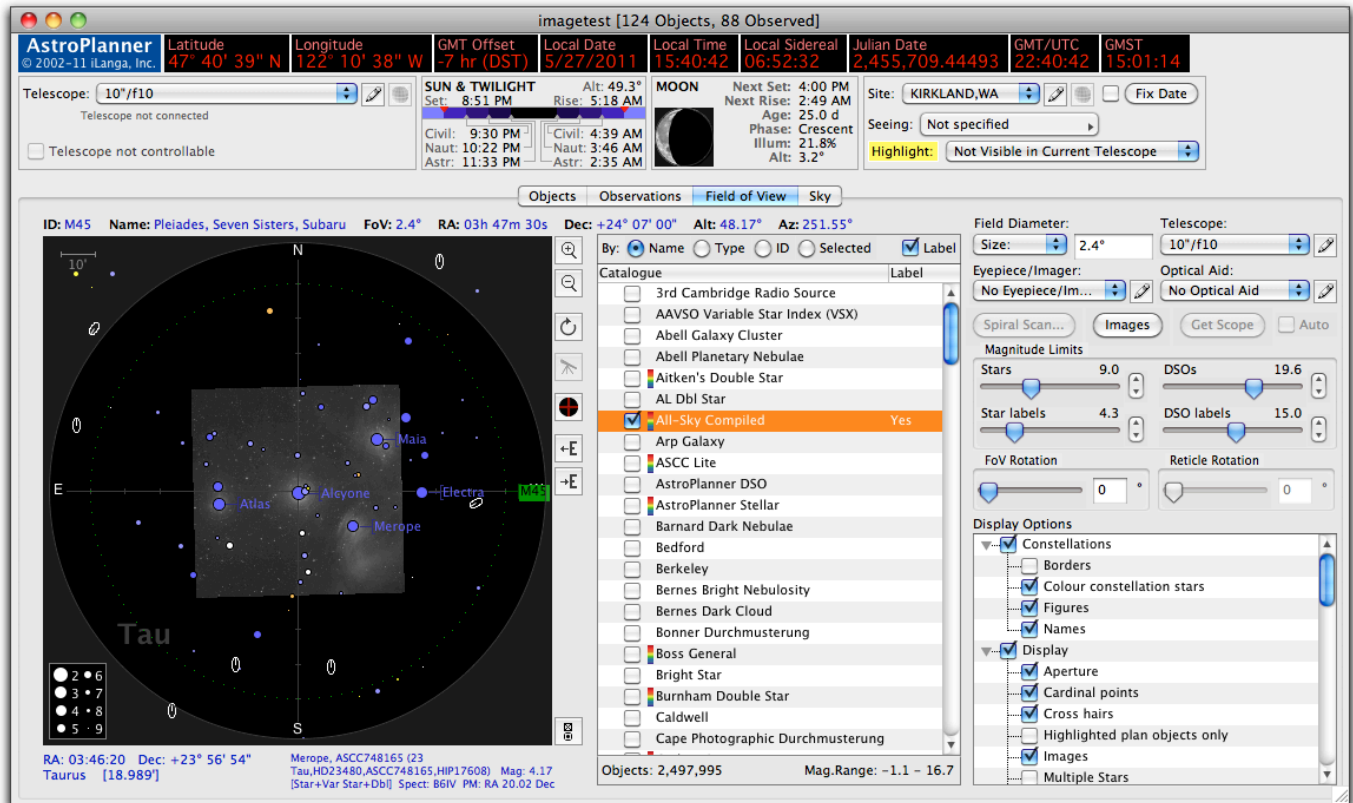 imagetest [124 Objects, 88 Observed]
AstroPlanner
© 2002-11 iLanga, Inc.
Latitude
47° 40' 39" N
Longitude
122° 10' 38" W
GMT Offset
-7 hr (DST)
Local Date
5/27/2011
Local Time
15:40:42
Local Sidereal
06:52:32
Julian Date
2,455,709.44493
GMT/UTC
22:40:42
GMST
15:01:14
Telescope: 10"/f10
Telescope not connected
Telescope not controllable
SUN & TWILIGHT Alt: 49.3°
Set: 8:51 PM Rise: 5:18 AM
Civil: 9:30 PM Civil: 4:39 AM
Naut: 10:22 PM Naut: 3:46 AM
Astr: 11:33 PM Astr: 2:35 AM
MOON
Next Set: 4:00 PM
Next Rise: 2:49 AM
Age: 25.0 d
Phase: Crescent
Illum: 21.8%
Alt: 3.2°
Site: KIRKLAND,WA Fix Date
Seeing: Not specified
Highlight: Not Visible in Current Telescope
Objects Observations Field of View Sky
ID: M45 Name: Pleiades, Seven Sisters, Subaru FoV: 2.4° RA: 03h 47m 30s Dec: +24° 07' 00" Alt: 48.17° Az: 251.55°
10'
N
Maia
E
Alcyone
Electra
M45
Atlas
Merope
Tau
S
2 6
3 7
4 8
5 9
←E
→E
RA: 03:46:20 Dec: +23° 56' 54"
Taurus [18.989']
Merope, ASCC748165 (23
Tau,HD23480,ASCC748165,HIP17608) Mag: 4.17
[Star+Var Star+Dbl] Spect: B6IV PM: RA 20.02 Dec
By: Name Type ID Selected Label
Catalogue Label
3rd Cambridge Radio Source
AAVSO Variable Star Index (VSX)
Abell Galaxy Cluster
Abell Planetary Nebulae
Aitken's Double Star
AL Dbl Star
All-Sky Compiled Yes
Arp Galaxy
ASCC Lite
AstroPlanner DSO
AstroPlanner Stellar
Barnard Dark Nebulae
Bedford
Berkeley
Bernes Bright Nebulosity
Bernes Dark Cloud
Bonner Durchmusterung
Boss General
Bright Star
Burnham Double Star
Caldwell
Cape Photographic Durchmusterung
Objects: 2,497,995 Mag.Range: -1.1 - 16.7
Field Diameter:
Size: 2.4°
Telescope:
10"/f10
Eyepiece/Imager:
No Eyepiece/Im...
Optical Aid:
No Optical Aid
Spiral Scan... Images Get Scope Auto
Magnitude Limits
Stars 9.0 DSOs 19.6
Star labels 4.3 DSO labels 15.0
FoV Rotation
0 °
Reticle Rotation
0 °
Display Options
Constellations
Borders
Colour constellation stars
Figures
Names
Display
Aperture
Cardinal points
Cross hairs
Highlighted plan objects only
Images
Multiple Stars